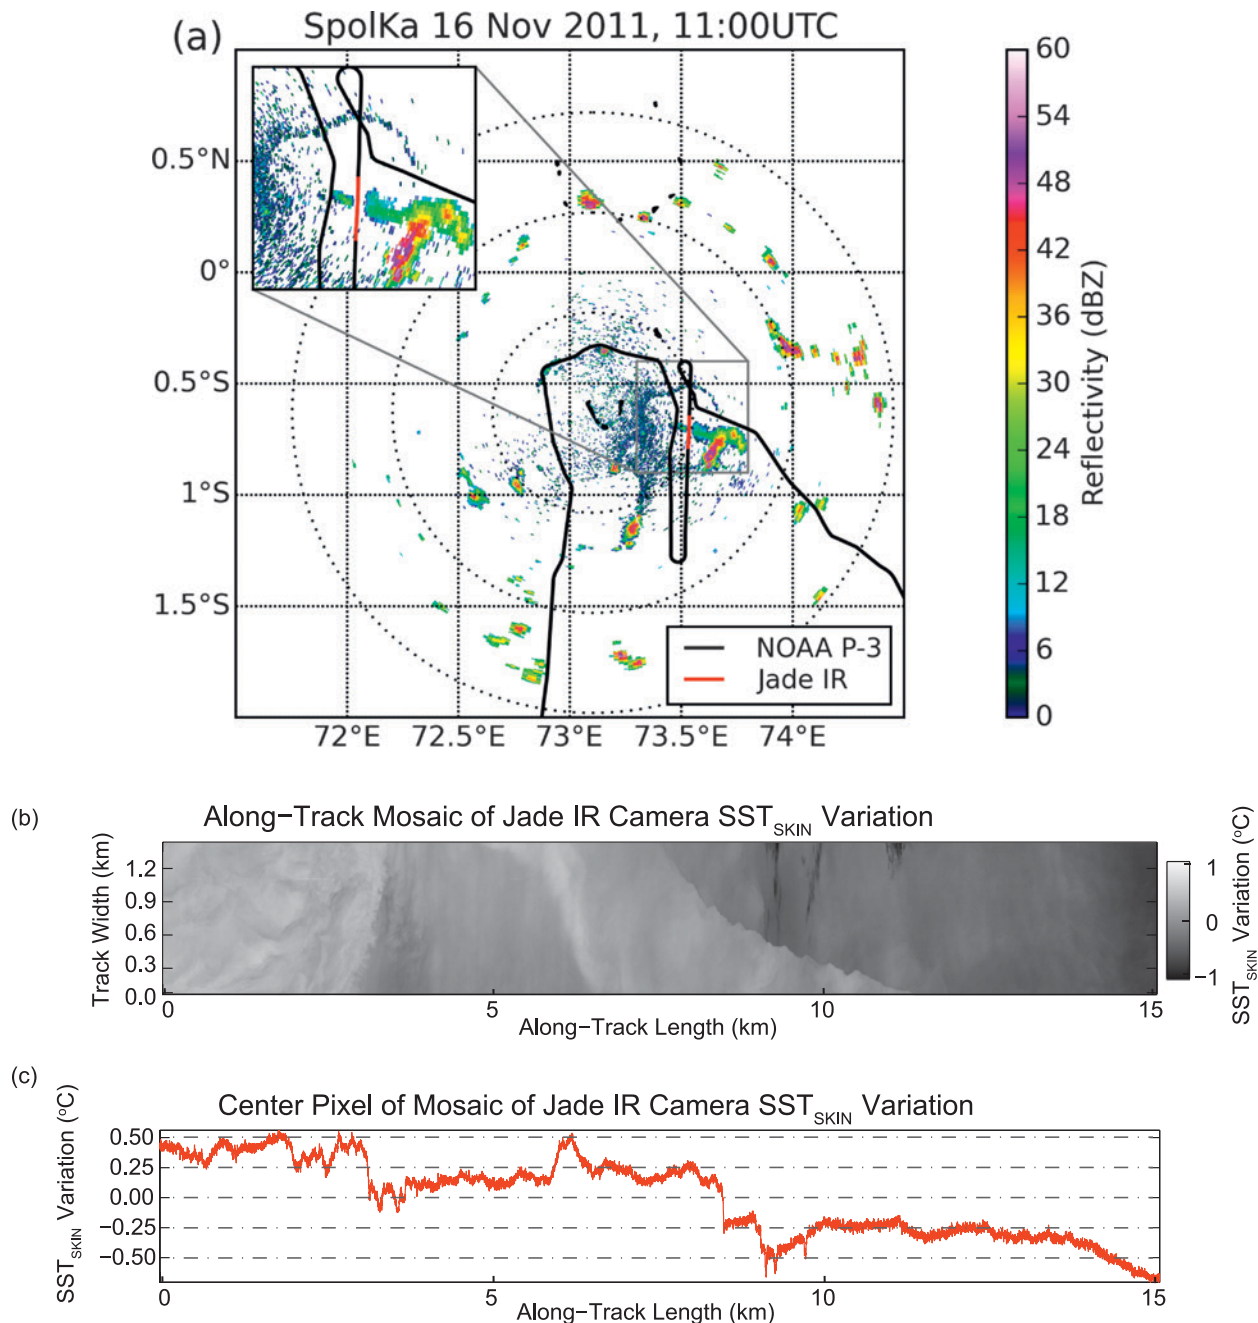 (a)
SpolKa 16 Nov 2011, 11:00UTC
0.5°N
0°
0.5°S
1°S
1.5°S
72°E 72.5°E 73°E 73.5°E 74°E
NOAA P-3
Jade IR
60
54
48
42
36
30
24
18
12
6
0
Reflectivity (dBZ)
(b)
Along−Track Mosaic of Jade IR Camera SST_SKIN Variation
Track Width (km)
1.2
0.9
0.6
0.3
0.0
0 5 10 15
Along−Track Length (km)
1
0
−1
SST_SKIN Variation (°C)
(c)
Center Pixel of Mosaic of Jade IR Camera SST_SKIN Variation
SST_SKIN Variation (°C)
0.50
0.25
0.00
−0.25
−0.50
0 5 10 15
Along−Track Length (km)